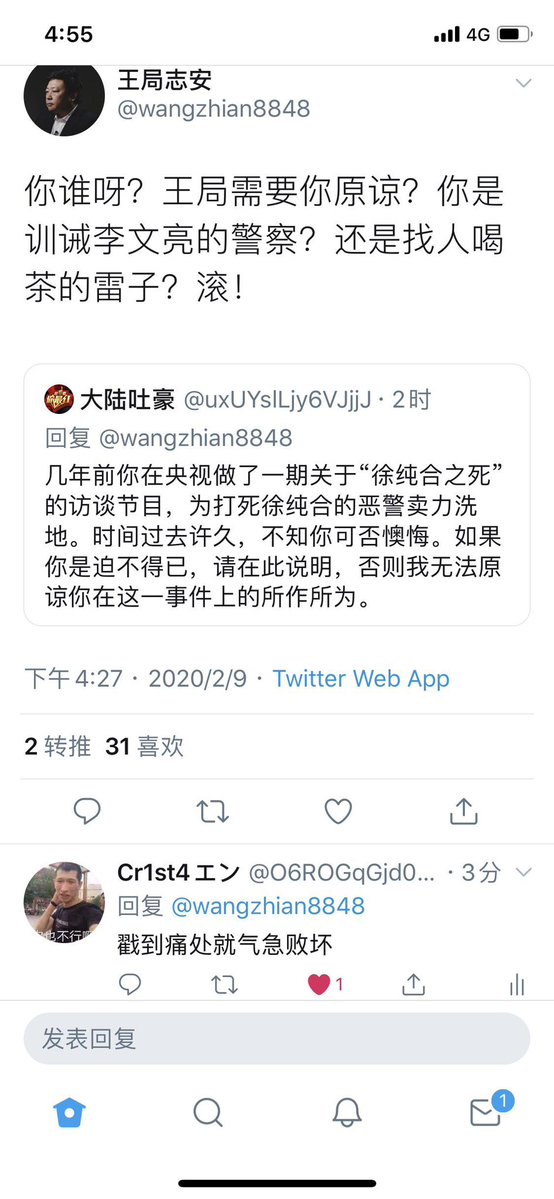 4:55
4G
王局志安
@wangzhian8848
你谁呀？王局需要你原谅？你是
训诫李文亮的警察？还是找人喝
茶的雷子？滚！
大陆吐豪 @uxUYslLjy6VJjjJ · 2时
回复 @wangzhian8848
几年前你在央视做了一期关于“徐纯合之死”
的访谈节目，为打死徐纯合的恶警卖力洗
地。时间过去许久，不知你可否懊悔。如果
你是迫不得已，请在此说明，否则我无法原
谅你在这一事件上的所作所为。
下午 4:27 · 2020/2/9 · Twitter Web App
2 转推 31 喜欢
Cr1st4エン @O6ROGqGjd0... · 3分
回复 @wangzhian8848
戳到痛处就气急败坏
1
发表回复
1